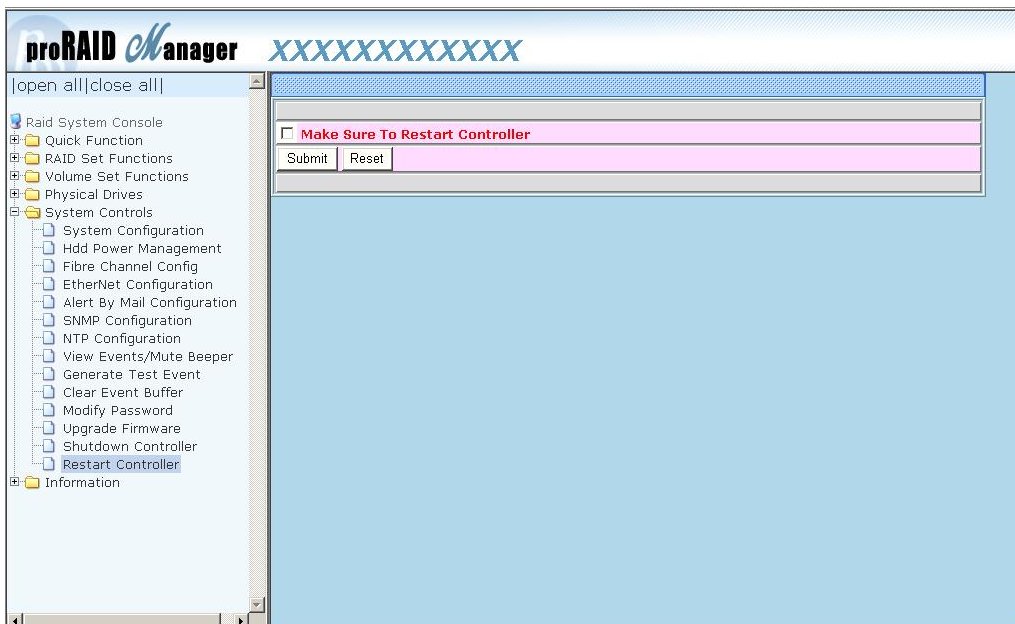 proRAID Manager
XXXXXXXXXXXX
|open all|close all|
Raid System Console
Quick Function
RAID Set Functions
Volume Set Functions
Physical Drives
System Controls
System Configuration
Hdd Power Management
Fibre Channel Config
EtherNet Configuration
Alert By Mail Configuration
SNMP Configuration
NTP Configuration
View Events/Mute Beeper
Generate Test Event
Clear Event Buffer
Modify Password
Upgrade Firmware
Shutdown Controller
Restart Controller
Information
Make Sure To Restart Controller
Submit Reset